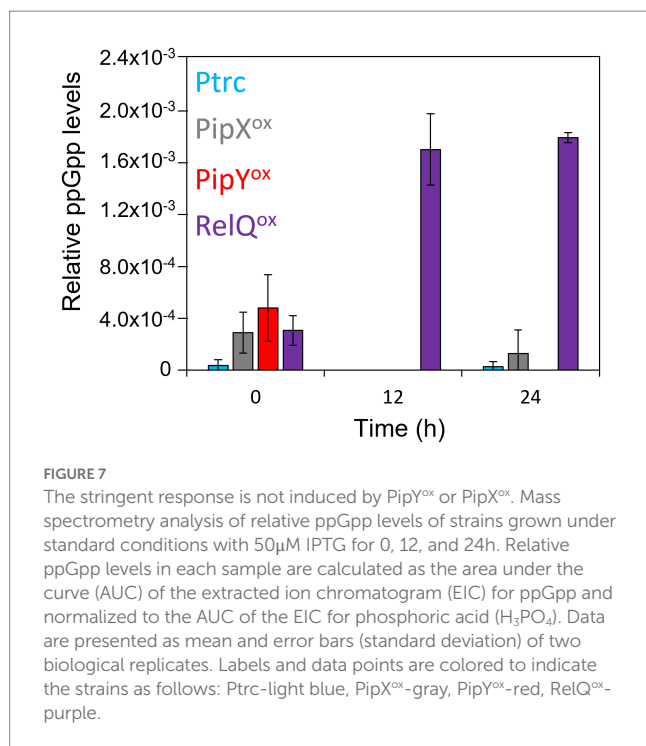 2.4x10⁻³
2.0x10⁻³
1.6x10⁻³
1.2x10⁻³
8.0x10⁻⁴
4.0x10⁻⁴
0
Relative ppGpp levels
Ptrc
PipXᵒˣ
PipYᵒˣ
RelQᵒˣ
0 12 24
Time (h)
FIGURE 7
The stringent response is not induced by PipYᵒˣ or PipXᵒˣ. Mass
spectrometry analysis of relative ppGpp levels of strains grown under
standard conditions with 50μM IPTG for 0, 12, and 24h. Relative
ppGpp levels in each sample are calculated as the area under the
curve (AUC) of the extracted ion chromatogram (EIC) for ppGpp and
normalized to the AUC of the EIC for phosphoric acid (H₃PO₄). Data
are presented as mean and error bars (standard deviation) of two
biological replicates. Labels and data points are colored to indicate
the strains as follows: Ptrc-light blue, PipXᵒˣ-gray, PipYᵒˣ-red, RelQᵒˣ-
purple.